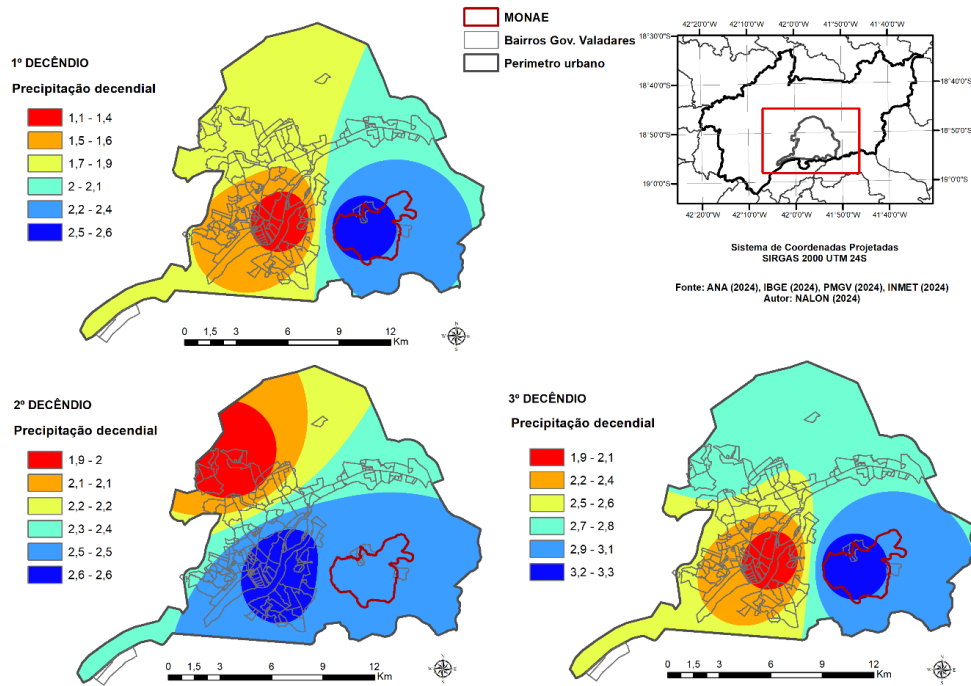 MONAE
Bairros Gov. Valadares
Perímetro urbano
1º DECÊNDIO
Precipitação decendial
1,1 - 1,4
1,5 - 1,6
1,7 - 1,9
2 - 2,1
2,2 - 2,4
2,5 - 2,6
0 1,5 3 6 9 12
Km
42°20'0"W 42°10'0"W 42°0'0"W 41°50'0"W 41°40'0"W
18°30'0"S
18°40'0"S
18°40'0"S
18°50'0"S
18°50'0"S
19°0'0"S
19°0'0"S
42°20'0"W 42°10'0"W 42°0'0"W 41°50'0"W 41°40'0"W
Sistema de Coordenadas Projetadas
SIRGAS 2000 UTM 24S
Fonte: ANA (2024), IBGE (2024), PMGV (2024), INMET (2024)
Autor: NALON (2024)
2º DECÊNDIO
Precipitação decendial
1,9 - 2
2,1 - 2,1
2,2 - 2,2
2,3 - 2,4
2,5 - 2,5
2,6 - 2,6
0 1,5 3 6 9 12
Km
3º DECÊNDIO
Precipitação decendial
1,9 - 2,1
2,2 - 2,4
2,5 - 2,6
2,7 - 2,8
2,9 - 3,1
3,2 - 3,3
0 1,5 3 6 9 12
Km